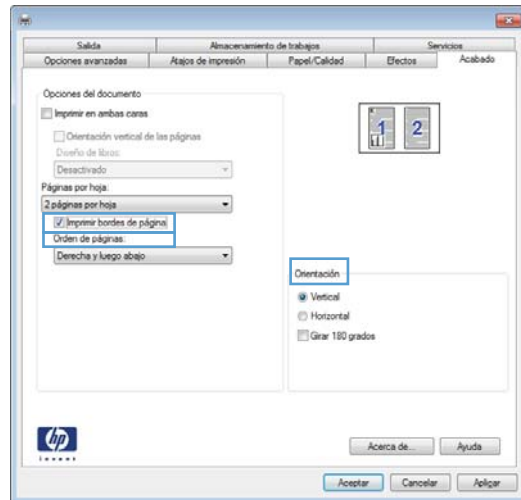 Salida Almacenamiento de trabajos Servicios
Opciones avanzadas Atajos de impresión Papel/Calidad Efectos Acabado
Opciones del documento
Imprimir en ambas caras
Orientación vertical de las páginas
Diseño de libros:
Desactivado
Páginas por hoja:
2 páginas por hoja
Imprimir bordes de página
Orden de páginas:
Derecha y luego abajo
1 2
Orientación
Vertical
Horizontal
Girar 180 grados
hp
invent
Acerca de... Ayuda
Aceptar Cancelar Aplicar